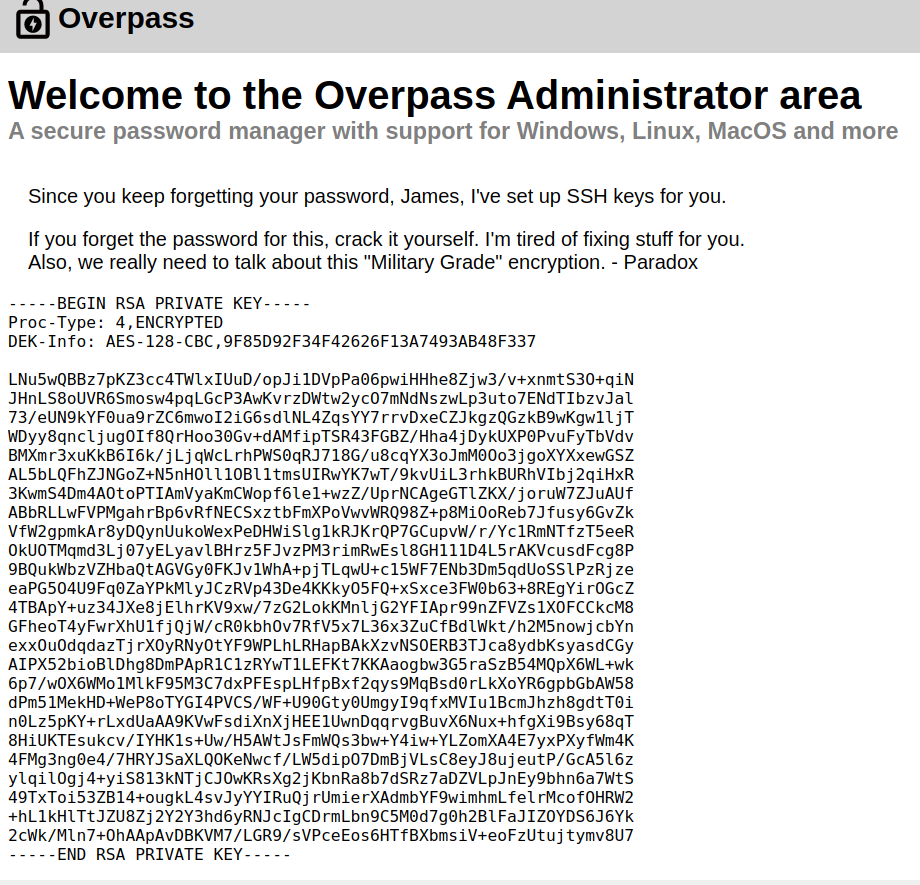 Overpass
Welcome to the Overpass Administrator area
A secure password manager with support for Windows, Linux, MacOS and more
Since you keep forgetting your password, James, I've set up SSH keys for you.
If you forget the password for this, crack it yourself. I'm tired of fixing stuff for you.
Also, we really need to talk about this "Military Grade" encryption. - Paradox
-----BEGIN RSA PRIVATE KEY-----
Proc-Type: 4,ENCRYPTED
DEK-Info: AES-128-CBC,9F85D92F34F42626F13A7493AB48F337

LNu5wQBBz7pKZ3cc4TWlxIUuD/opJi1DVpPa06pwiHHhe8Zjw3/v+xnmtS3O+qiN
JHnLS8oUVR6Smosw4pqLGcP3AwKvrzDWtw2ycO7mNdNszwLp3uto7ENdTIbzvJal
73/eUN9kYF0ua9rZC6mwoI2iG6sdlNL4ZqsYY7rrvDxeCZJkgzQGzkB9wKgw1ljT
WDyy8qncljugOIf8QrHoo30Gv+dAMfipTSR43FGBZ/Hha4jDykUXP0PvuFyTbVdv
BMXmr3xuKkB6I6k/jLjqWcLrhPWS0qRJ718G/u8cqYX3oJmM0Oo3jgoXYXxewGSZ
AL5bLQFhZJNGoZ+N5nHOll1OBl1tmsUIRwYK7wT/9kvUiL3rhkBURhVIbj2qiHxR
3KwmS4Dm4AOtoPTIAmVyaKmCWopf6le1+wzZ/UprNCAgeGTlZKX/joruW7ZJuAUf
ABbRLLwFVPMgahrBp6vRfNECSxztbFmXPoVwvWRQ98Z+p8MiOoReb7Jfusy6GvZk
VfW2gpmkAr8yDQynUukoWexPeDHWiSlg1kRJKrQP7GCupvW/r/Yc1RmNTfzT5eeR
OkUOTMqmd3Lj07yELyavlBHrz5FJvzPM3rimRwEsl8GH111D4L5rAKVcusdFcg8P
9BQukWbzVZHbaQtAGVGy0FKJv1WhA+pjTLqwU+c15WF7ENb3Dm5qdUoSSlPzRjze
eaPG5O4U9Fq0ZaYPkMlyJCzRVp43De4KKkyO5FQ+xSxce3FW0b63+8REgYirOGcZ
4TBApY+uz34JXe8jElhrKV9xw/7zG2LokKMnljG2YFIApr99nZFVZs1XOFCCkcM8
GFheoT4yFwrXhU1fjQjW/cR0kbhOv7RfV5x7L36x3ZuCfBdlWkt/h2M5nowjcbYn
exxOuOdqdazTjrXOyRNyOtYF9WPLhLRHapBAkXzvNSOERB3TJca8ydbKsyasdCGy
AIPX52bioBlDhg8DmPApR1C1zRYwT1LEFKt7KKAaogbw3G5raSzB54MQpX6WL+wk
6p7/wOX6WMo1MlkF95M3C7dxPFEspLHfpBxf2qys9MqBsd0rLkXoYR6gpbGbAW58
dPm51MekHD+WeP8oTYGI4PVCS/WF+U90Gty0UmgyI9qfxMVIu1BcmJhzh8gdtT0i
n0Lz5pKY+rLxdUaAA9KVwFsdiXnXjHEE1UwnDqqrvgBuvX6Nux+hfgXi9Bsy68qT
8HiUKTEsukcv/IYHK1s+Uw/H5AWtJsFmWQs3bw+Y4iw+YLZomXA4E7yxPXyfWm4K
4FMg3ng0e4/7HRYJSaXLQOKeNwcf/LW5dipO7DmBjVLsC8eyJ8ujeutP/GcA5l6z
ylqilOgj4+yiS813kNTjCJOwKRsXg2jKbnRa8b7dSRz7aDZVLpJnEy9bhn6a7WtS
49TxToi53ZB14+ougkL4svJyYYIRuQjrUmierXAdmbYF9wimhmLfelrMcofOHRW2
+hL1kHlTtJZU8Zj2Y2Y3hd6yRNJcIgCDrmLbn9C5M0d7g0h2BlFaJIZOYDS6J6Yk
2cWk/Mln7+OhAApAvDBKVM7/LGR9/sVPceEos6HTfBXbmsiV+eoFzUtujtymv8U7
-----END RSA PRIVATE KEY-----